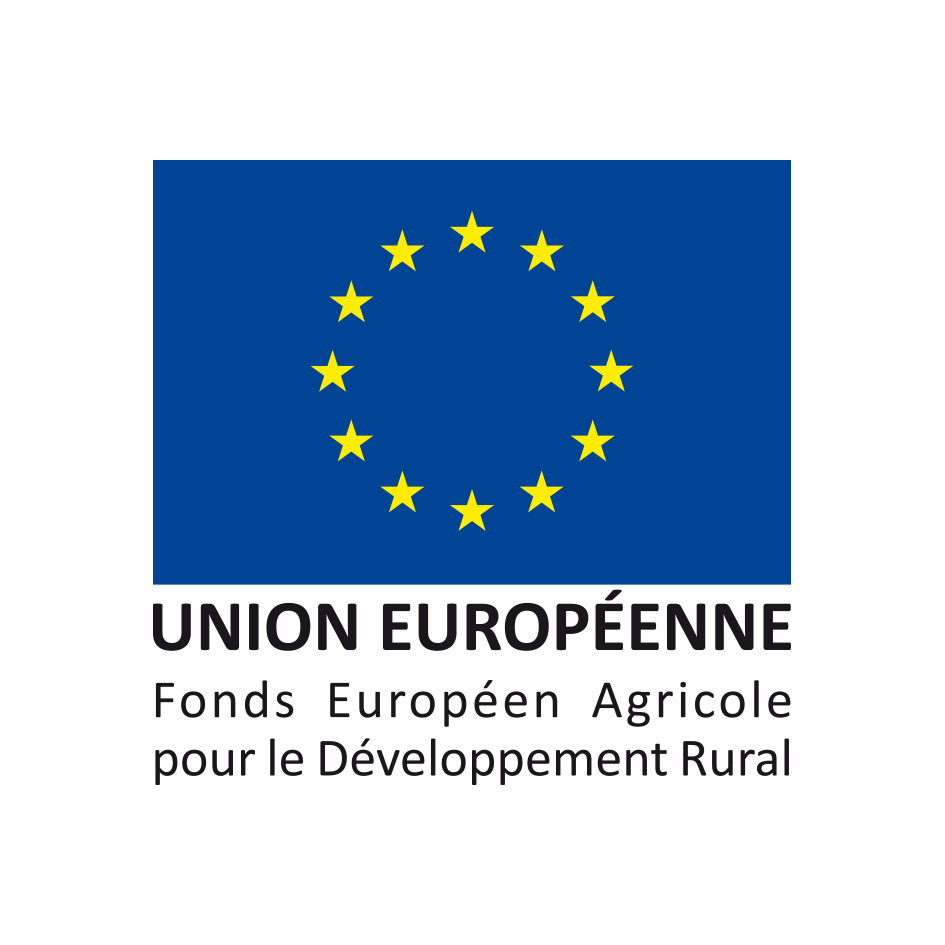 UNION EUROPÉENNE
Fonds Européen Agricole
pour le Développement Rural